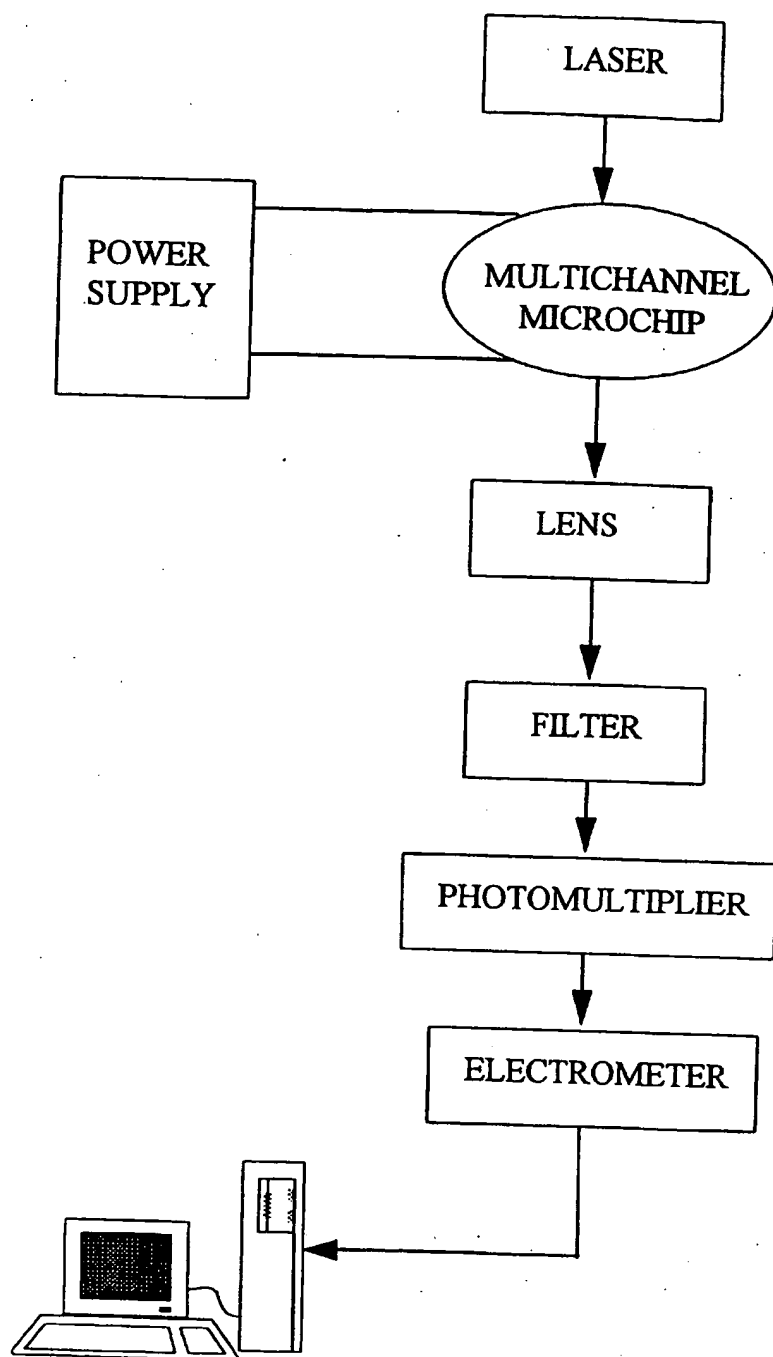 LASER
POWER
SUPPLY
MULTICHANNEL
MICROCHIP
LENS
FILTER
PHOTOMULTIPLIER
ELECTROMETER